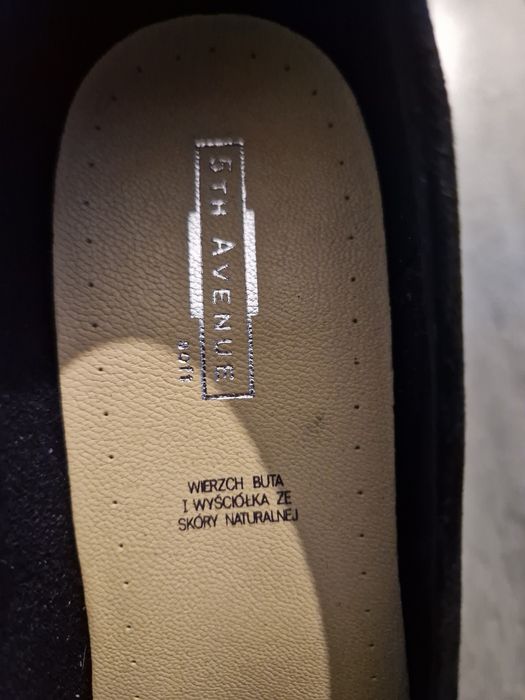 5TH AVENUE
soft
WIERZCH BUTA
I WYŚCIÓŁKA ZE
SKÓRY NATURALNEJ